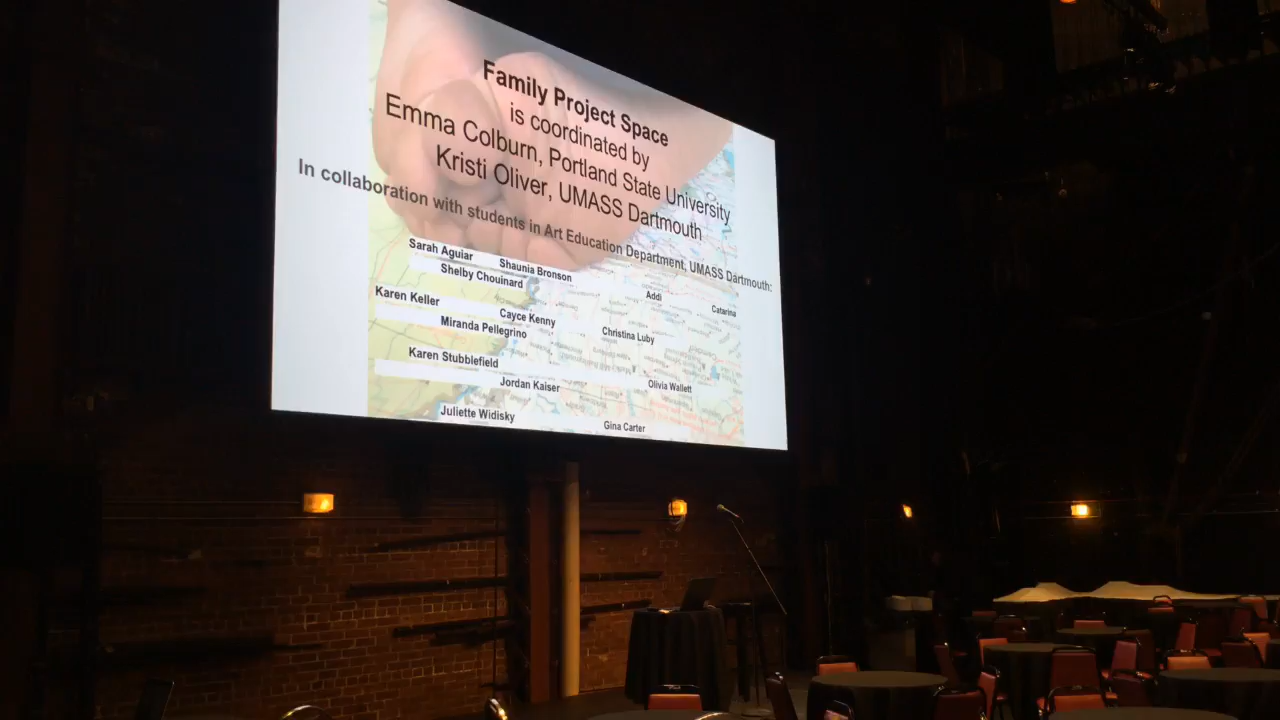 Family Project Space
is coordinated by
Emma Colburn, Portland State University
Kristi Oliver, UMASS Dartmouth
In collaboration with students in Art Education Department, UMASS Dartmouth:
Sarah Aguiar Shaunia Bronson
Shelby Chouinard Addi Catarina
Karen Keller Cayce Kenny
Miranda Pellegrino Christina Luby
Karen Stubblefield
Jordan Kaiser Olivia Wallett
Juliette Widisky Gina Carter